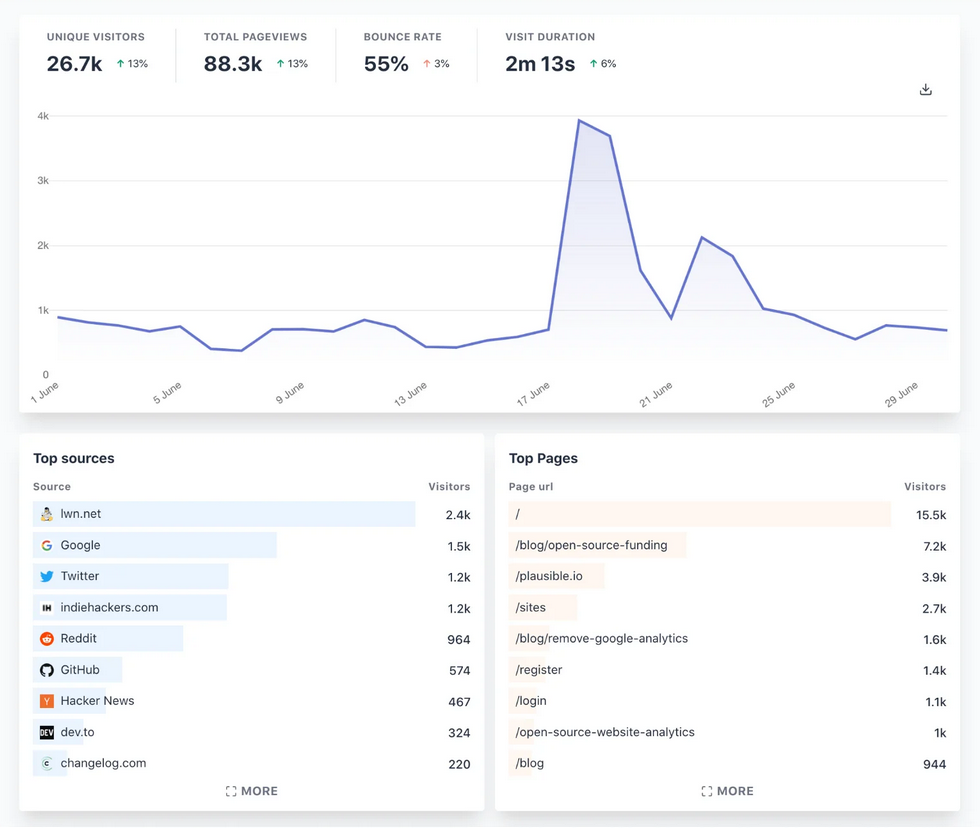 UNIQUE VISITORS TOTAL PAGEVIEWS BOUNCE RATE VISIT DURATION
26.7k ↑ 13% 88.3k ↑ 13% 55% ↑ 3% 2m 13s ↑ 6%
4k
3k
2k
1k
0
1 June 5 June 9 June 13 June 17 June 21 June 25 June 29 June
Top sources
Source Visitors
lwn.net 2.4k
G Google 1.5k
Twitter 1.2k
IH indiehackers.com 1.2k
Reddit 964
GitHub 574
Y Hacker News 467
DEV dev.to 324
C changelog.com 220
MORE
Top Pages
Page url Visitors
/ 15.5k
/blog/open-source-funding 7.2k
/plausible.io 3.9k
/sites 2.7k
/blog/remove-google-analytics 1.6k
/register 1.4k
/login 1.1k
/open-source-website-analytics 1k
/blog 944
MORE